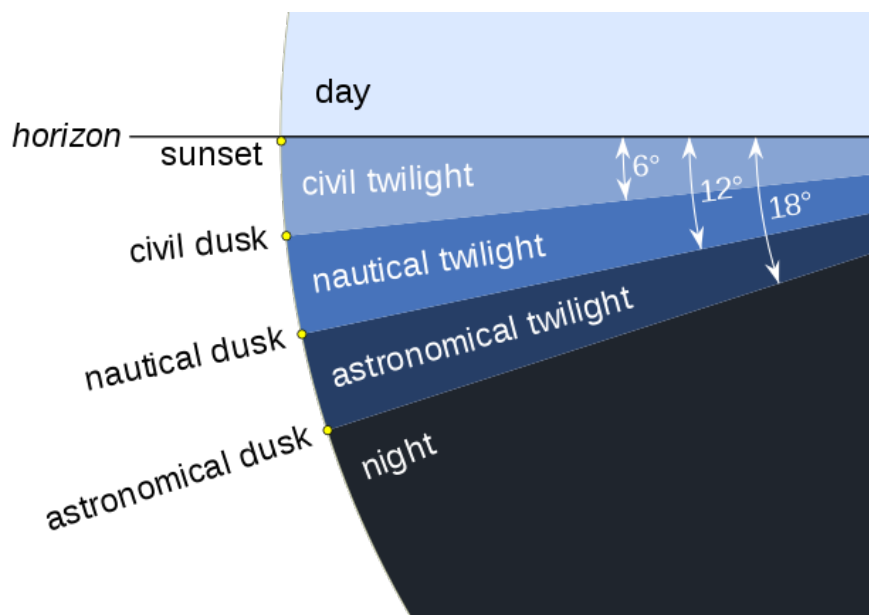 day
horizon
sunset
civil twilight
6°
12°
18°
civil dusk
nautical twilight
nautical dusk
astronomical twilight
astronomical dusk
night